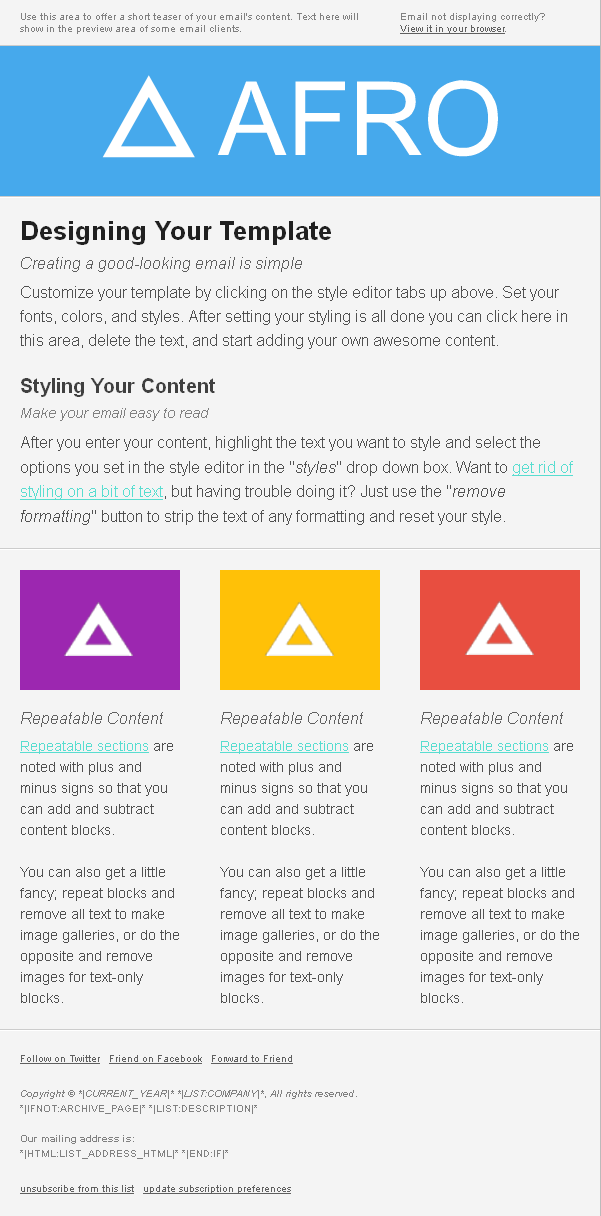 Use this area to offer a short teaser of your email's content. Text here will
show in the preview area of some email clients.
Email not displaying correctly?
View it in your browser.
AFRO
Designing Your Template
Creating a good-looking email is simple
Customize your template by clicking on the style editor tabs up above. Set your
fonts, colors, and styles. After setting your styling is all done you can click here in
this area, delete the text, and start adding your own awesome content.
Styling Your Content
Make your email easy to read
After you enter your content, highlight the text you want to style and select the
options you set in the style editor in the "styles" drop down box. Want to get rid of
styling on a bit of text, but having trouble doing it? Just use the "remove
formatting" button to strip the text of any formatting and reset your style.
Repeatable Content
Repeatable sections are
noted with plus and
minus signs so that you
can add and subtract
content blocks.
You can also get a little
fancy; repeat blocks and
remove all text to make
image galleries, or do the
opposite and remove
images for text-only
blocks.
Repeatable Content
Repeatable sections are
noted with plus and
minus signs so that you
can add and subtract
content blocks.
You can also get a little
fancy; repeat blocks and
remove all text to make
image galleries, or do the
opposite and remove
images for text-only
blocks.
Repeatable Content
Repeatable sections are
noted with plus and
minus signs so that you
can add and subtract
content blocks.
You can also get a little
fancy; repeat blocks and
remove all text to make
image galleries, or do the
opposite and remove
images for text-only
blocks.
Follow on Twitter Friend on Facebook Forward to Friend
Copyright © *|CURRENT_YEAR|* *|LIST:COMPANY|*, All rights reserved.
*|IFNOT:ARCHIVE_PAGE|* *|LIST:DESCRIPTION|*
Our mailing address is:
*|HTML:LIST_ADDRESS_HTML|* *|END:IF|*
unsubscribe from this list update subscription preferences